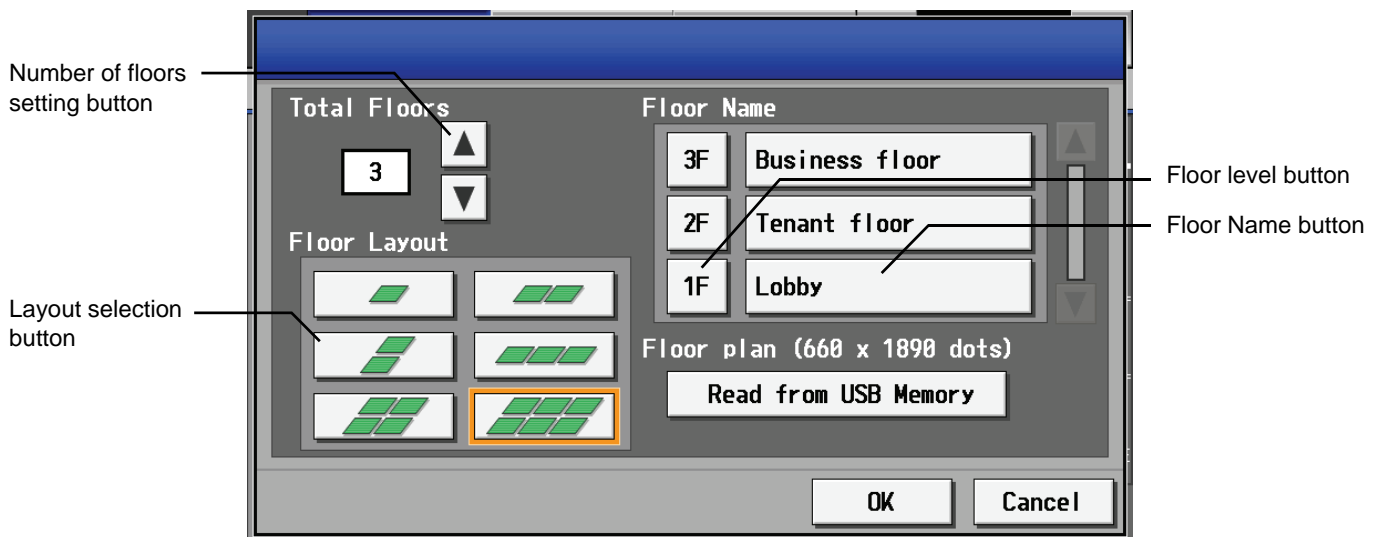 Number of floors
setting button
Total Floors
3
Floor Layout
Layout selection
button
Floor Name
3F Business floor
2F Tenant floor
1F Lobby
Floor level button
Floor Name button
Floor plan (660 x 1890 dots)
Read from USB Memory
OK Cancel